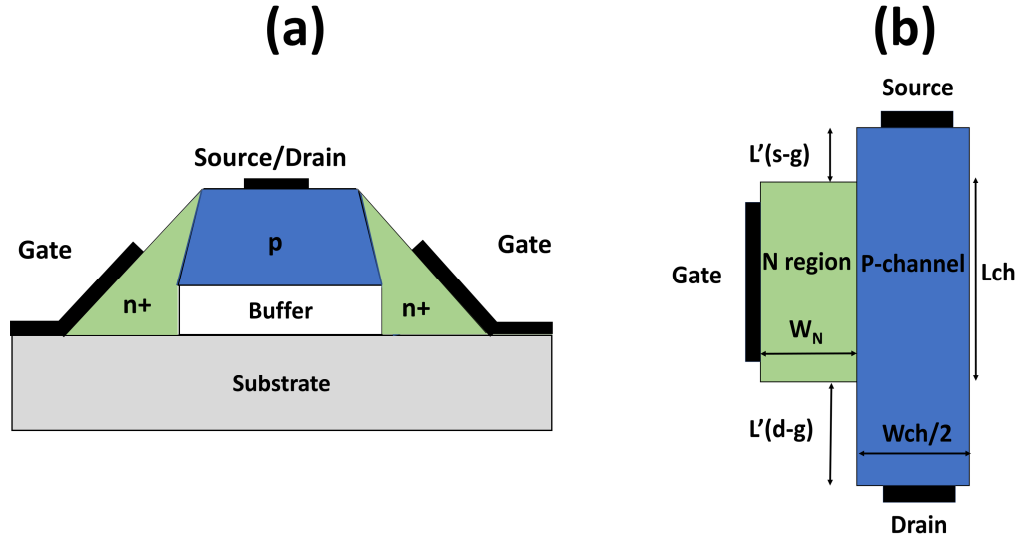 (a)
Source/Drain
Gate
p
Gate
n+
Buffer
n+
Substrate
(b)
Source
L’(s-g)
N region
P-channel
Lch
Gate
WN
L’(d-g)
Wch/2
Drain